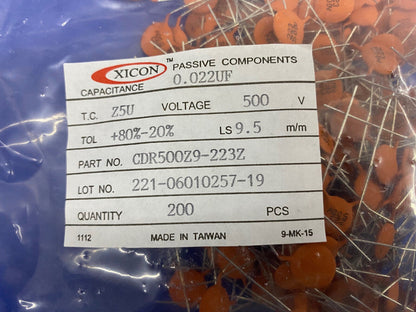 XICON™ PASSIVE COMPONENTS
CAPACITANCE 0.022UF
T.C. Z5U VOLTAGE 500 V
TOL +80%-20% LS 9.5 m/m
PART NO. CDR500Z9-223Z
LOT NO. 221-06010257-19
QUANTITY 200 PCS
1112 MADE IN TAIWAN 9-MK-15